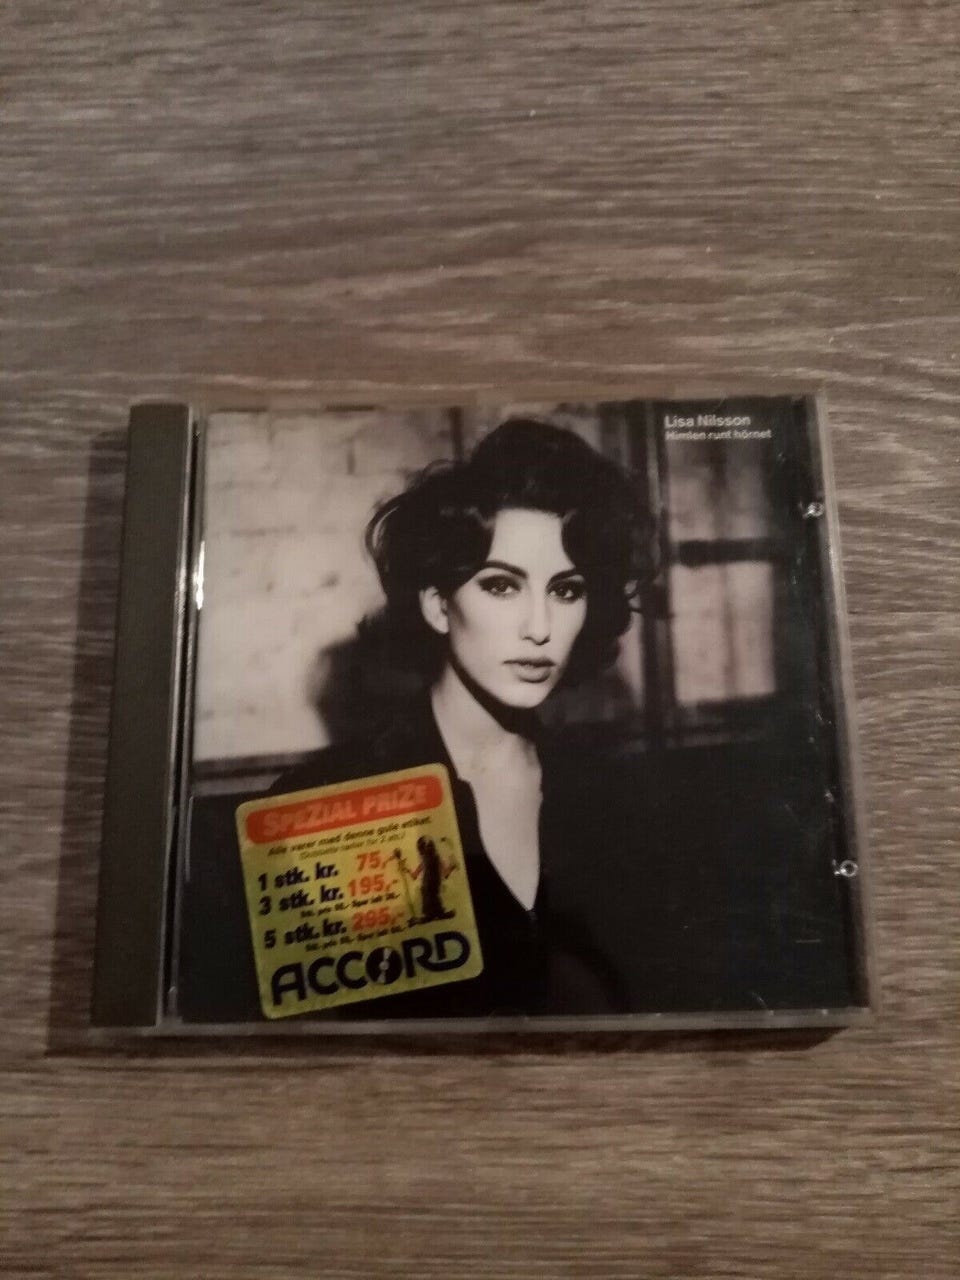 Lisa Nilsson
Himlen runt hörnet
SPEZIAL PRIZE
Alle varer med denne gule etiket
1 stk. kr. 75,-
3 stk. kr. 195,-
5 stk. kr. 295,-
ACCORD